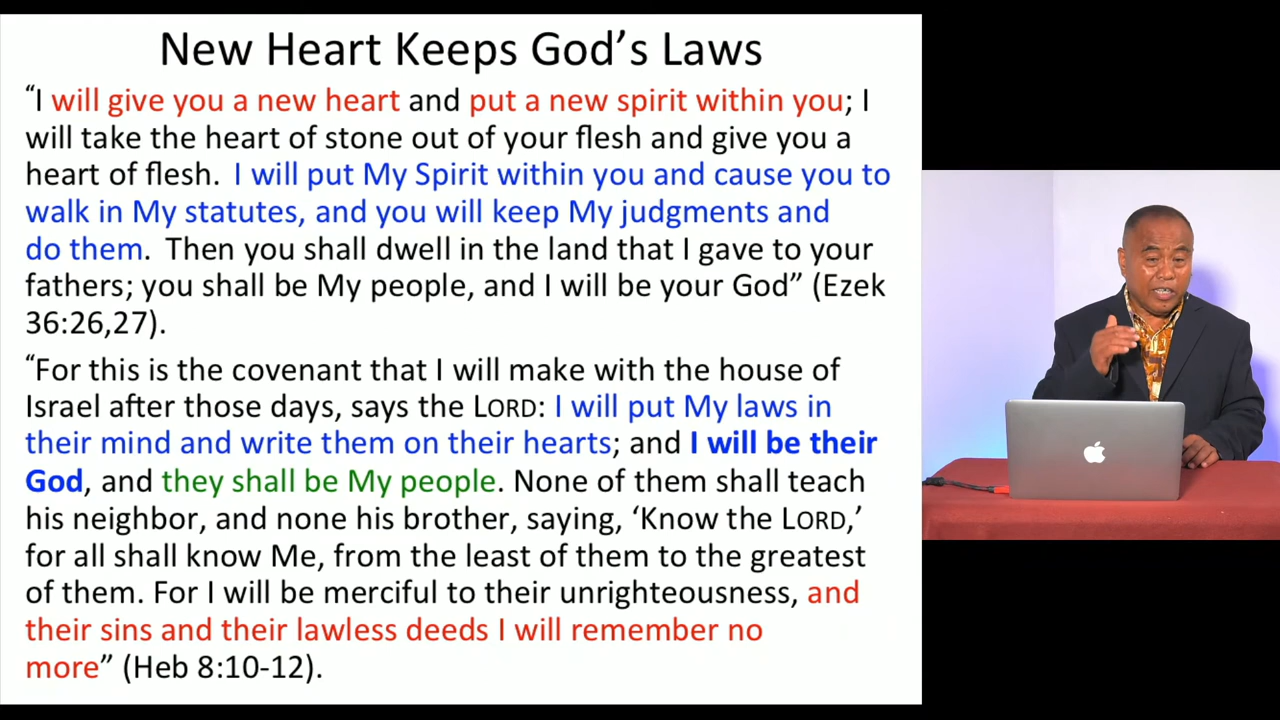 New Heart Keeps God’s Laws
“I will give you a new heart and put a new spirit within you; I
will take the heart of stone out of your flesh and give you a
heart of flesh.  I will put My Spirit within you and cause you to
walk in My statutes, and you will keep My judgments and
do them.  Then you shall dwell in the land that I gave to your
fathers; you shall be My people, and I will be your God” (Ezek
36:26,27).
“For this is the covenant that I will make with the house of
Israel after those days, says the LORD: I will put My laws in
their mind and write them on their hearts; and I will be their
God, and they shall be My people. None of them shall teach
his neighbor, and none his brother, saying, ‘Know the LORD,’
for all shall know Me, from the least of them to the greatest
of them. For I will be merciful to their unrighteousness, and
their sins and their lawless deeds I will remember no
more” (Heb 8:10-12).